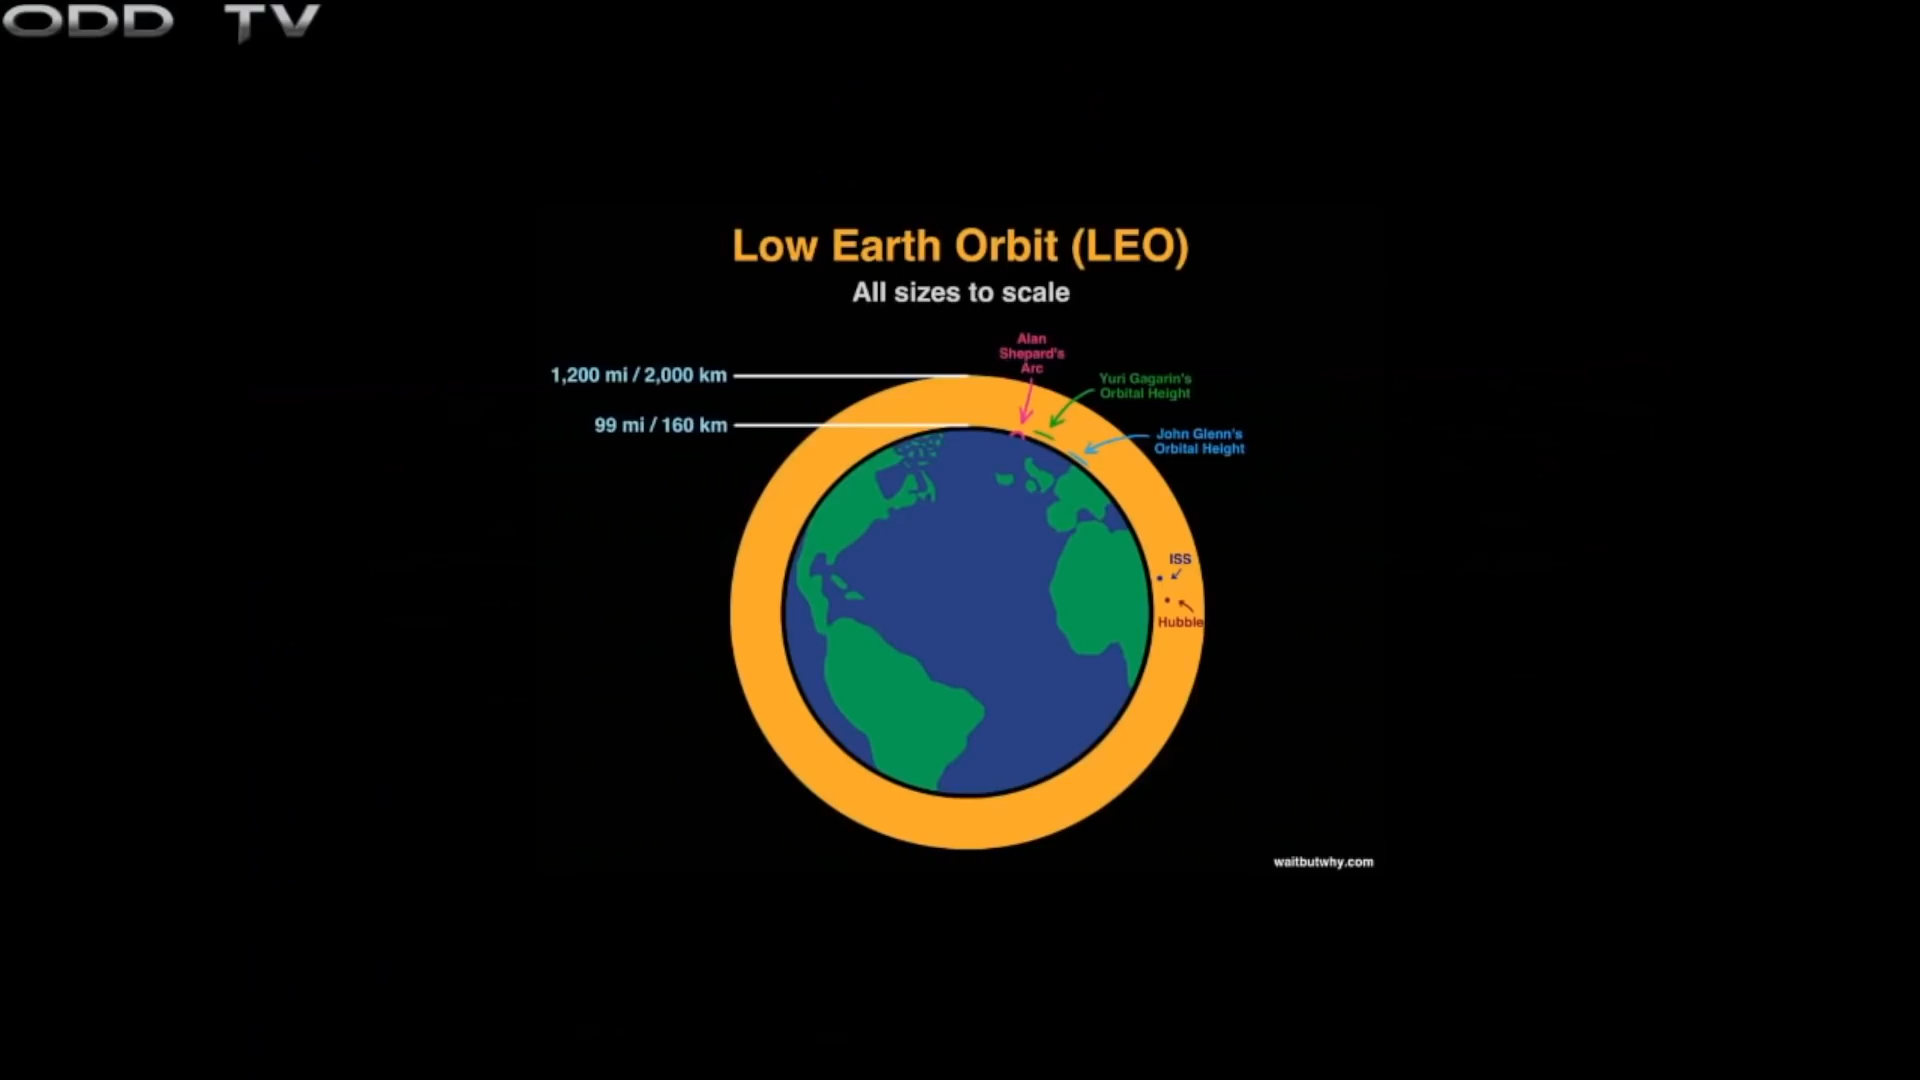 ODD TV
Low Earth Orbit (LEO)
All sizes to scale
Alan
Shepard's
Arc
1,200 mi / 2,000 km
Yuri Gagarin's
Orbital Height
99 mi / 160 km
John Glenn's
Orbital Height
ISS
Hubble
waitbutwhy.com